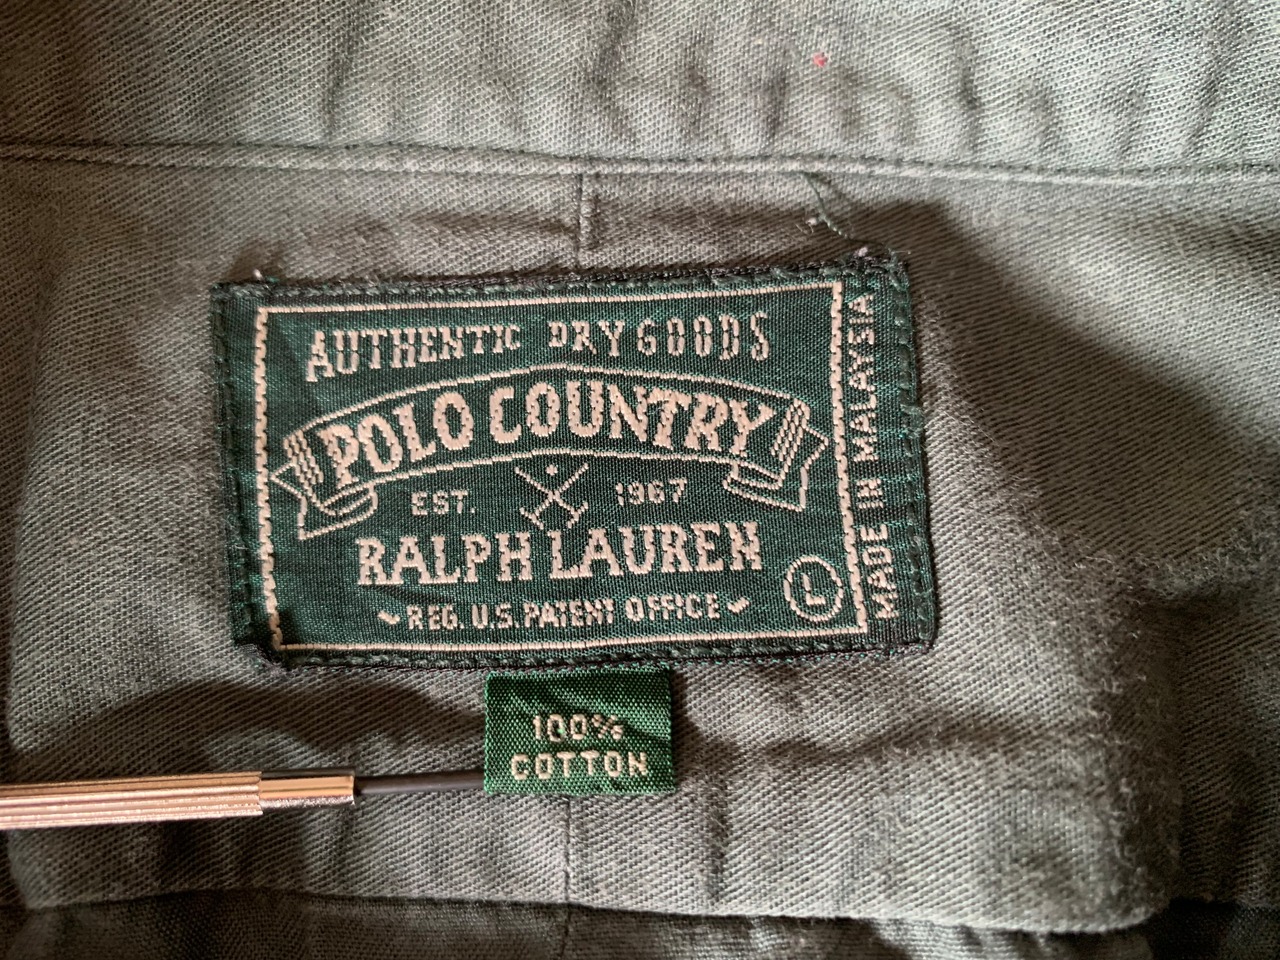 AUTHENTIC DRY GOODS
POLO COUNTRY
EST. 1967
RALPH LAUREN
REG. U.S. PATENT OFFICE
L
MADE IN MALAYSIA
100%
COTTON